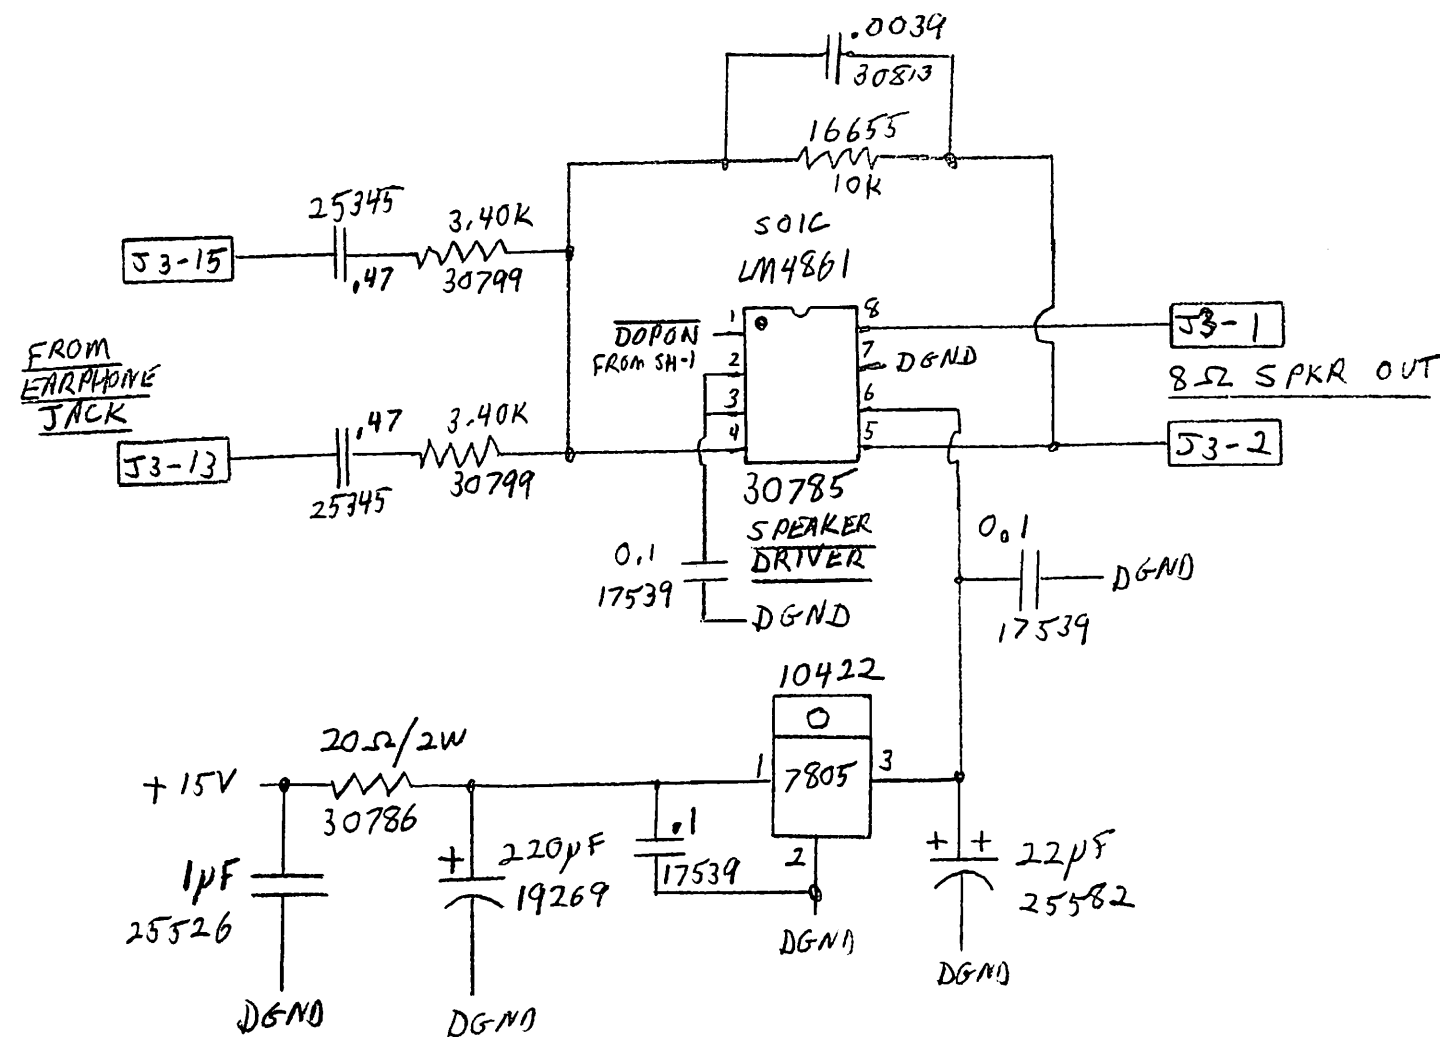 .0039
30813
16655
10K
25345
3.40K
J3-15
.47
30799
SOIC
LM4861
FROM
EARPHONE
JACK
DOPON
FROM SH-1
1
2
3
4
8
7
6
5
DGND
J3-1
8Ω SPKR OUT
J3-2
.47
3.40K
J3-13
25345
30799
30785
SPEAKER
DRIVER
0.1
17539
DGND
0.1
DGND
17539
10422
20Ω/2W
+15V
30786
1
7805
3
2
1µF
25526
+
220µF
19269
.1
17539
+ +
22µF
25582
DGND
DGND
DGND
DGND